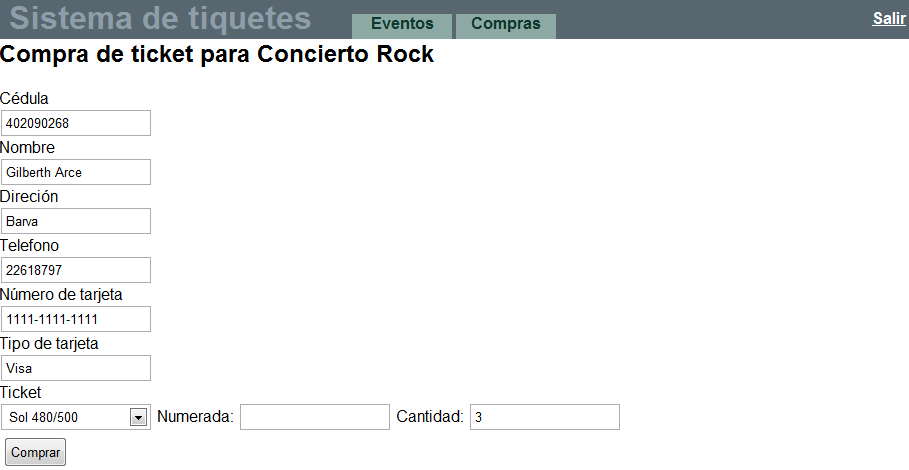 Sistema de tiquetes Eventos Compras Salir
Compra de ticket para Concierto Rock
Cédula
402090268
Nombre
Gilberth Arce
Direción
Barva
Telefono
22618797
Número de tarjeta
1111-1111-1111
Tipo de tarjeta
Visa
Ticket
Sol 480/500 Numerada: Cantidad: 3
Comprar